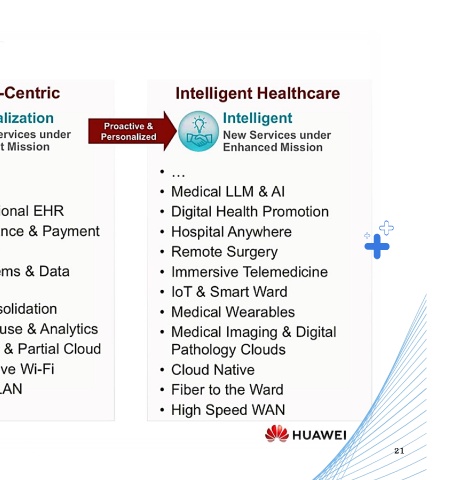 -Centric
alization
ervices under
t Mission
ional EHR
nce & Payment
ems & Data
solidation
use & Analytics
& Partial Cloud
ve Wi-Fi
LAN
Proactive &
Personalized
Intelligent Healthcare
Intelligent
New Services under
Enhanced Mission
• ...
• Medical LLM & AI
• Digital Health Promotion
• Hospital Anywhere
• Remote Surgery
• Immersive Telemedicine
• IoT & Smart Ward
• Medical Wearables
• Medical Imaging & Digital
Pathology Clouds
• Cloud Native
• Fiber to the Ward
• High Speed WAN
HUAWEI
21